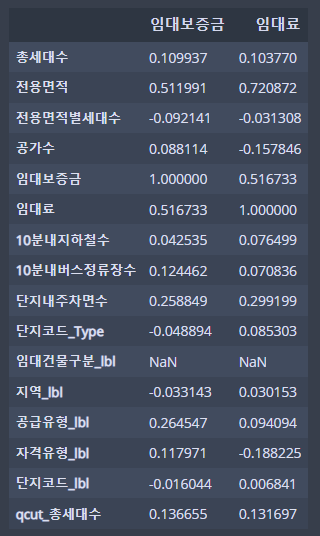 임대보증금 임대료
총세대수 0.109937 0.103770
전용면적 0.511991 0.720872
전용면적별세대수 -0.092141 -0.031308
공가수 0.088114 -0.157846
임대보증금 1.000000 0.516733
임대료 0.516733 1.000000
10분내지하철수 0.042535 0.076499
10분내버스정류장수 0.124462 0.070836
단지내주차면수 0.258849 0.299199
단지코드_Type -0.048894 0.085303
임대건물구분_lbl NaN NaN
지역_lbl -0.033143 0.030153
공급유형_lbl 0.264547 0.094094
자격유형_lbl 0.117971 -0.188225
단지코드_lbl -0.016044 0.006841
qcut_총세대수 0.136655 0.131697